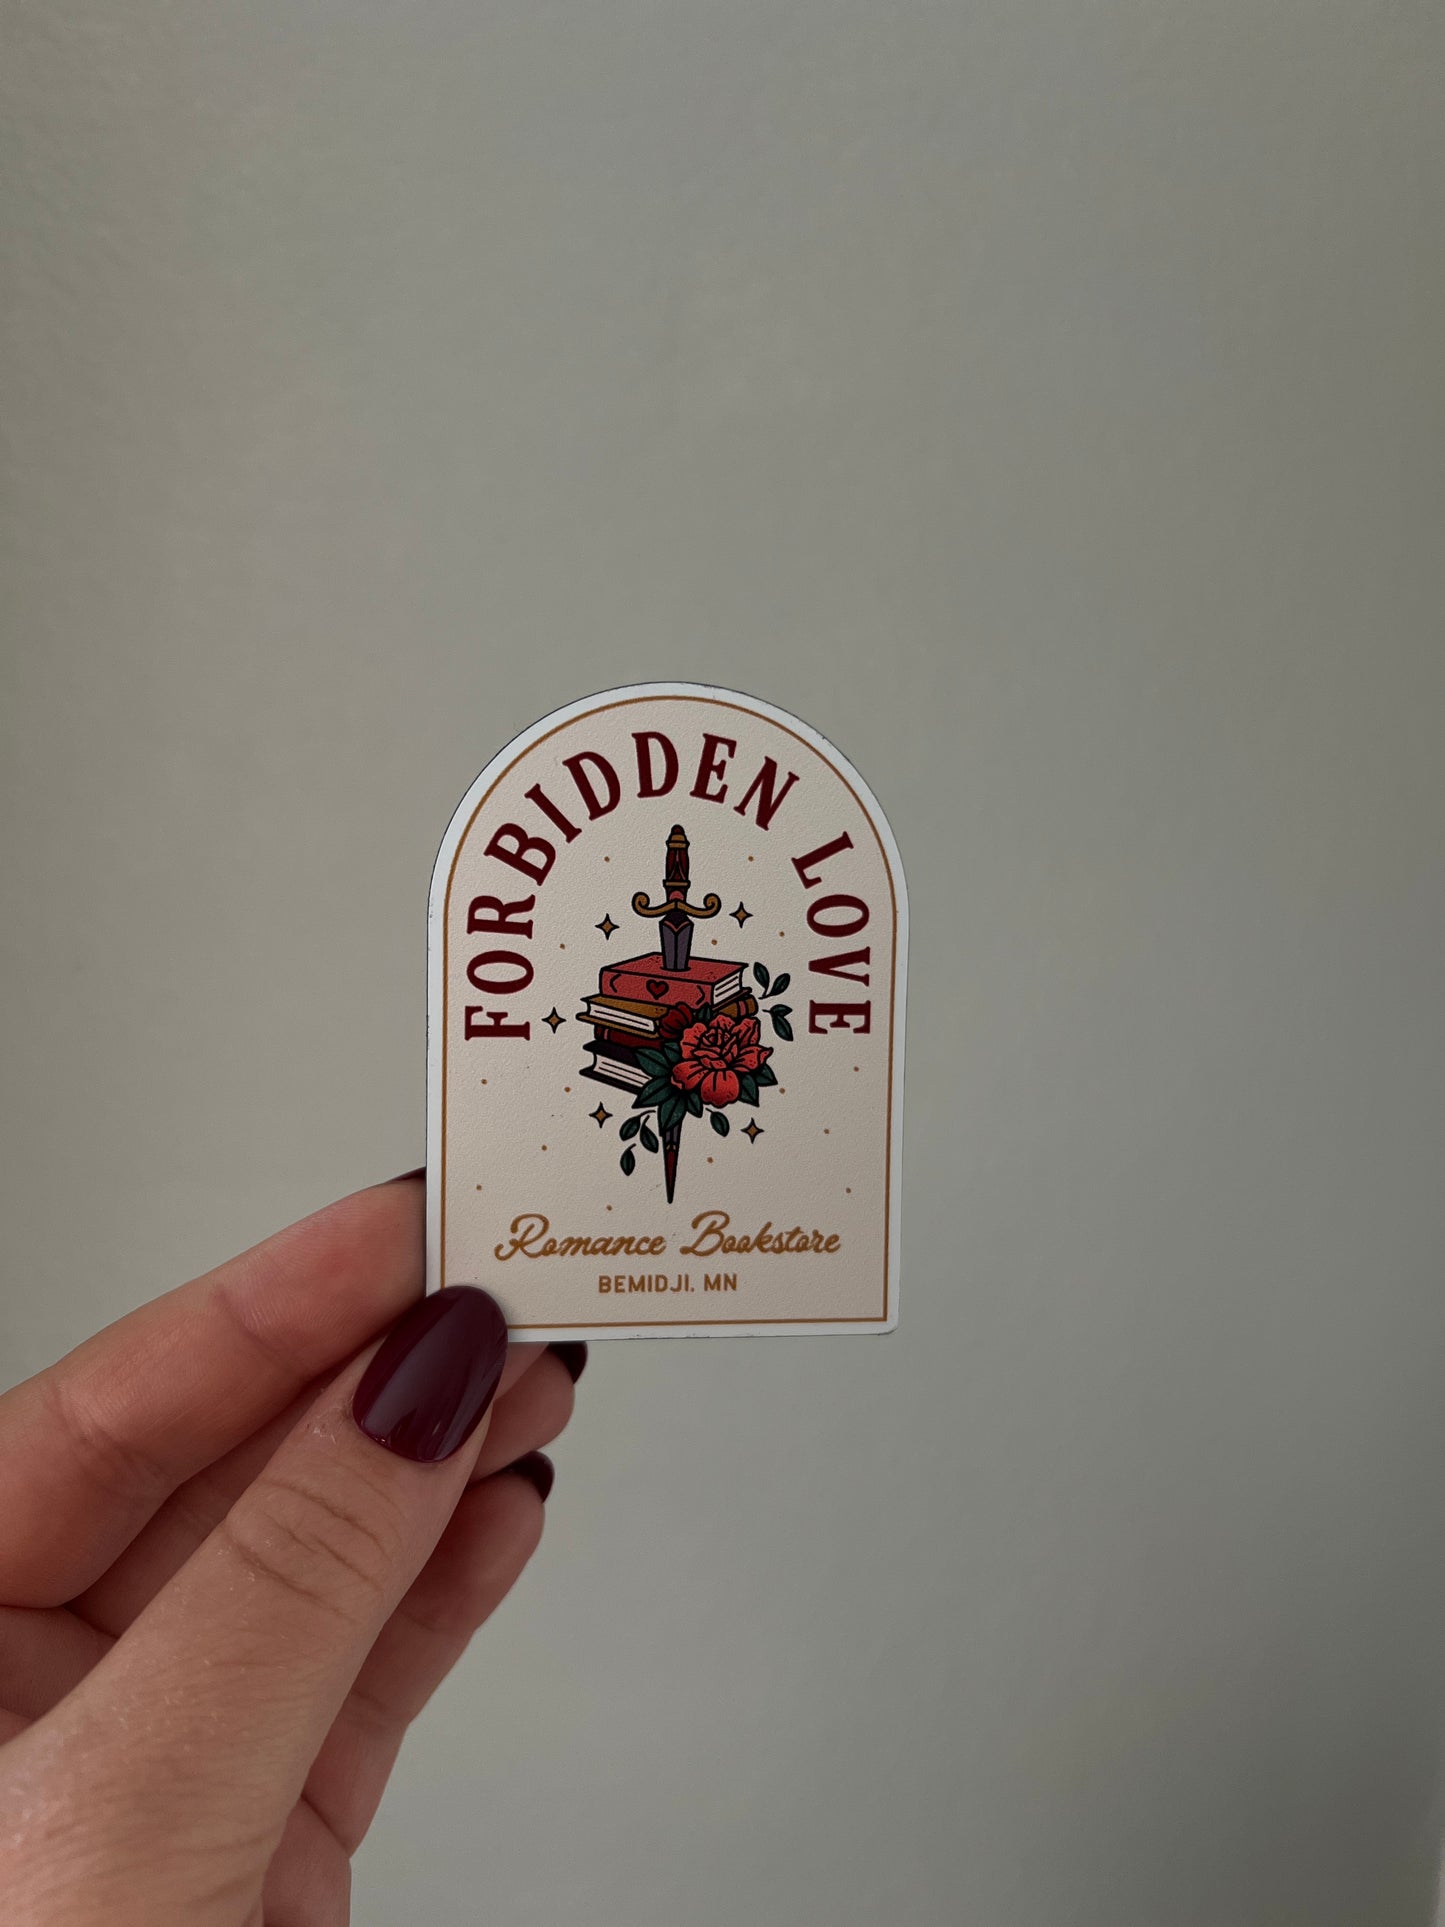 FORBIDDEN LOVE
Romance Bookstore
BEMIDJI, MN